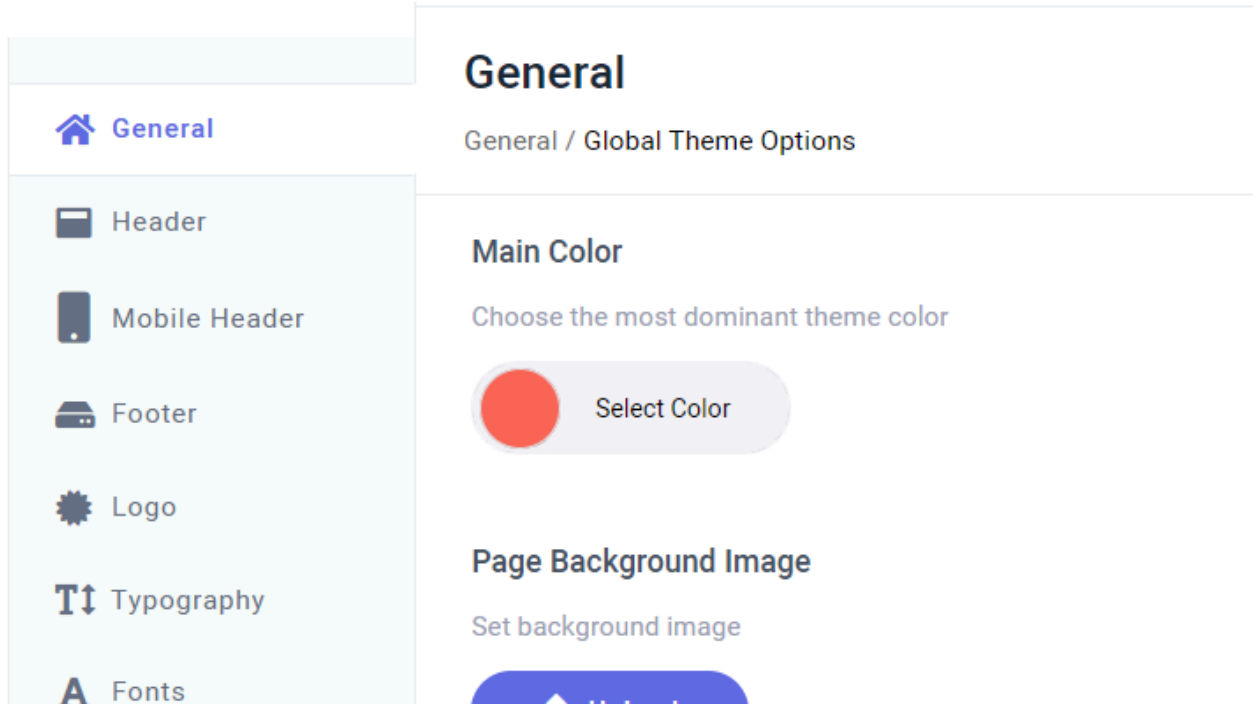 General
Header
Mobile Header
Footer
Logo
Typography
Fonts
General
General / Global Theme Options
Main Color
Choose the most dominant theme color
Select Color
Page Background Image
Set background image